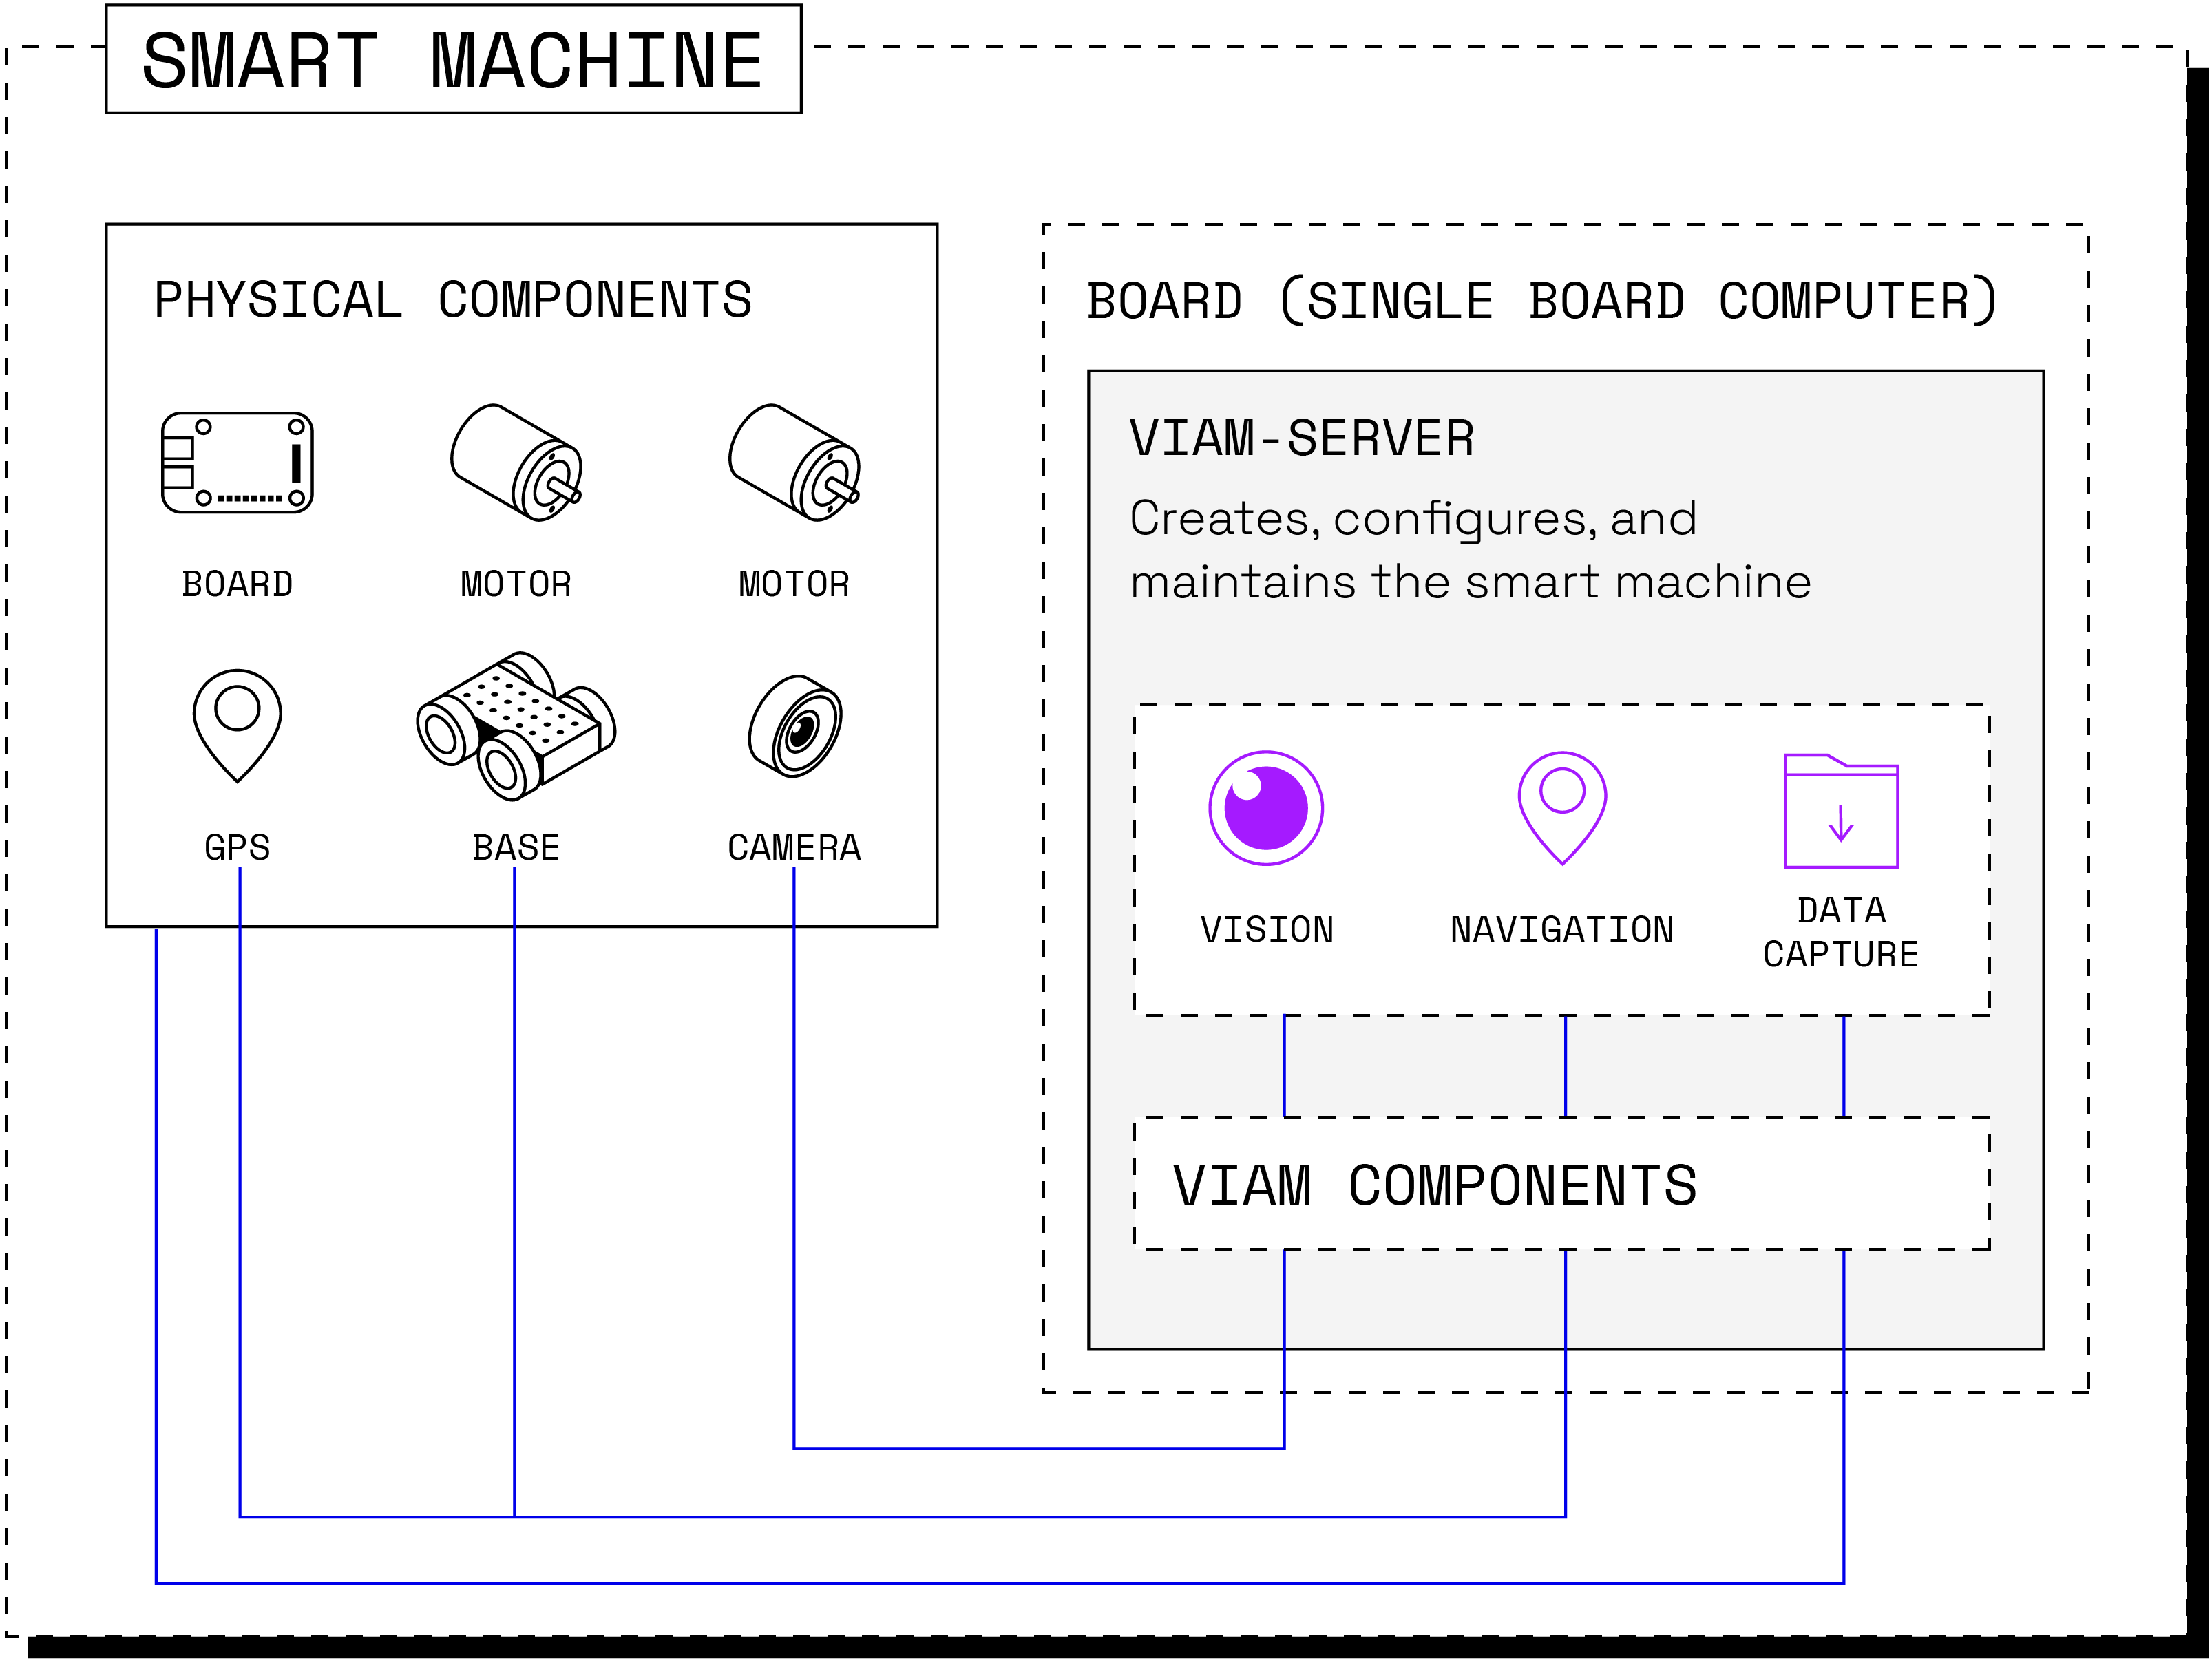 SMART MACHINE
PHYSICAL COMPONENTS
BOARD
MOTOR
MOTOR
GPS
BASE
CAMERA
BOARD (SINGLE BOARD COMPUTER)
VIAM-SERVER
Creates, configures, and
maintains the smart machine
VISION
NAVIGATION
DATA
CAPTURE
VIAM COMPONENTS